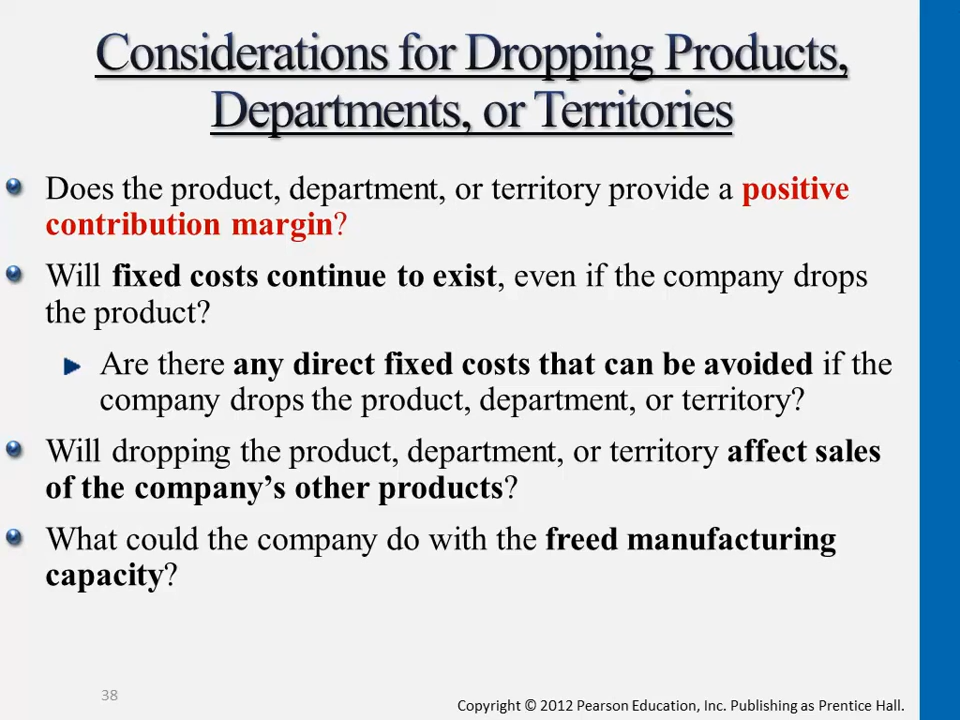 Considerations for Dropping Products,
Departments, or Territories
Does the product, department, or territory provide a positive
contribution margin?
Will fixed costs continue to exist, even if the company drops
the product?
Are there any direct fixed costs that can be avoided if the
company drops the product, department, or territory?
Will dropping the product, department, or territory affect sales
of the company’s other products?
What could the company do with the freed manufacturing
capacity?
38
Copyright © 2012 Pearson Education, Inc. Publishing as Prentice Hall.